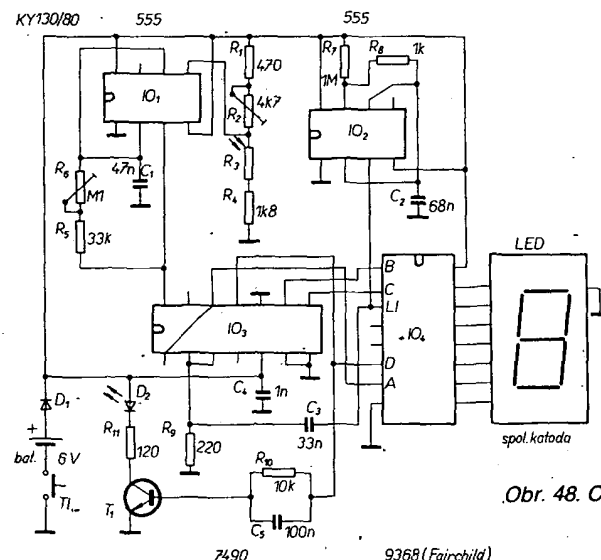 KY130/80 555 555
R1 470
R7 1M
R8 1k
IO1
R2 4k7
IO2
R6 M1
47n C1
R3
R5 33k
R4 1k8
C2 68n
LED
IO3
B
C
LI
IO4
D
A
C4 1n
D1
D2
C3 33n
spol. katoda
+
bat. 6V
R11 120
R9 220
R10 10k
Tl
T1
C5 100n
Obr. 48. C
7490 9368 (Fairchild)